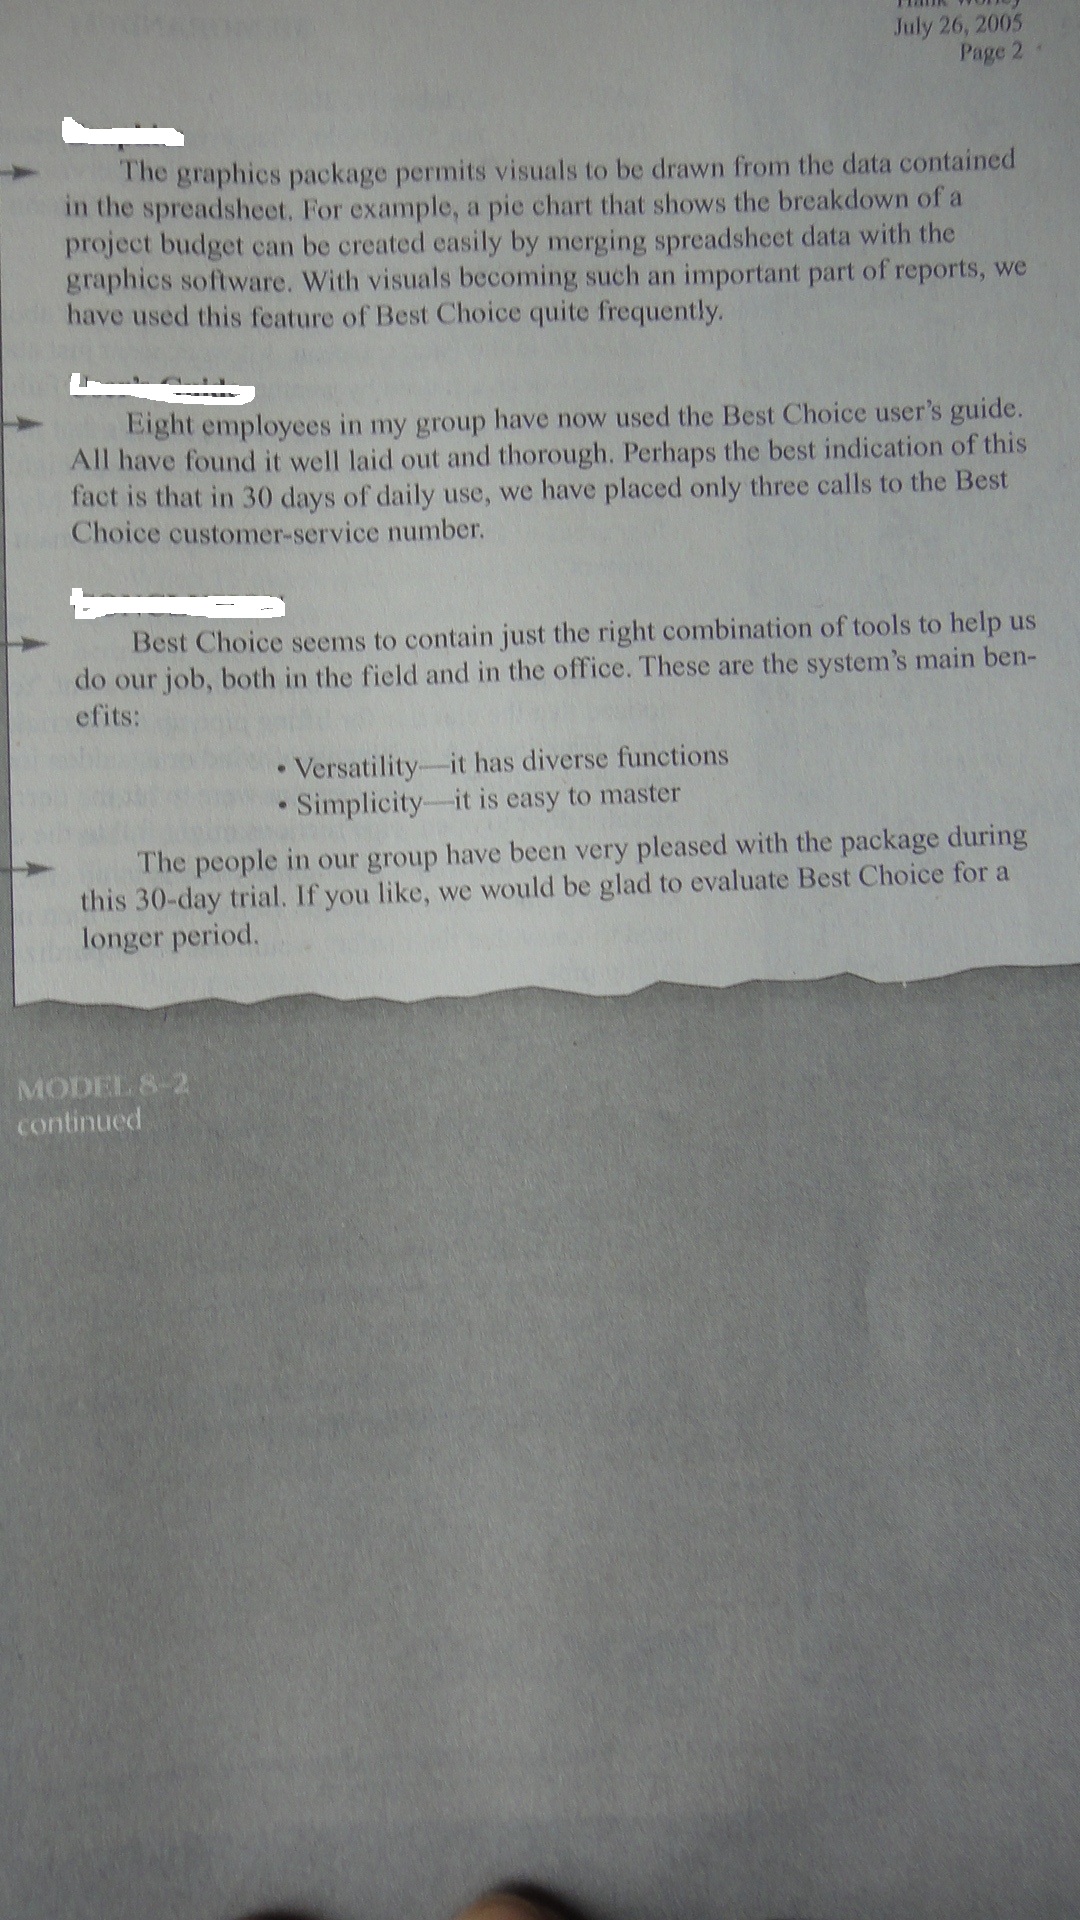 July 26, 2005
Page 2
The graphics package permits visuals to be drawn from the data contained
in the spreadsheet. For example, a pie chart that shows the breakdown of a
project budget can be created easily by merging spreadsheet data with the
graphics software. With visuals becoming such an important part of reports, we
have used this feature of Best Choice quite frequently.
Eight employees in my group have now used the Best Choice user's guide.
All have found it well laid out and thorough. Perhaps the best indication of this
fact is that in 30 days of daily use, we have placed only three calls to the Best
Choice customer-service number.
Best Choice seems to contain just the right combination of tools to help us
do our job, both in the field and in the office. These are the system's main ben-
efits:
• Versatility—it has diverse functions
• Simplicity—it is easy to master
The people in our group have been very pleased with the package during
this 30-day trial. If you like, we would be glad to evaluate Best Choice for a
longer period.
MODEL 8-2
continued